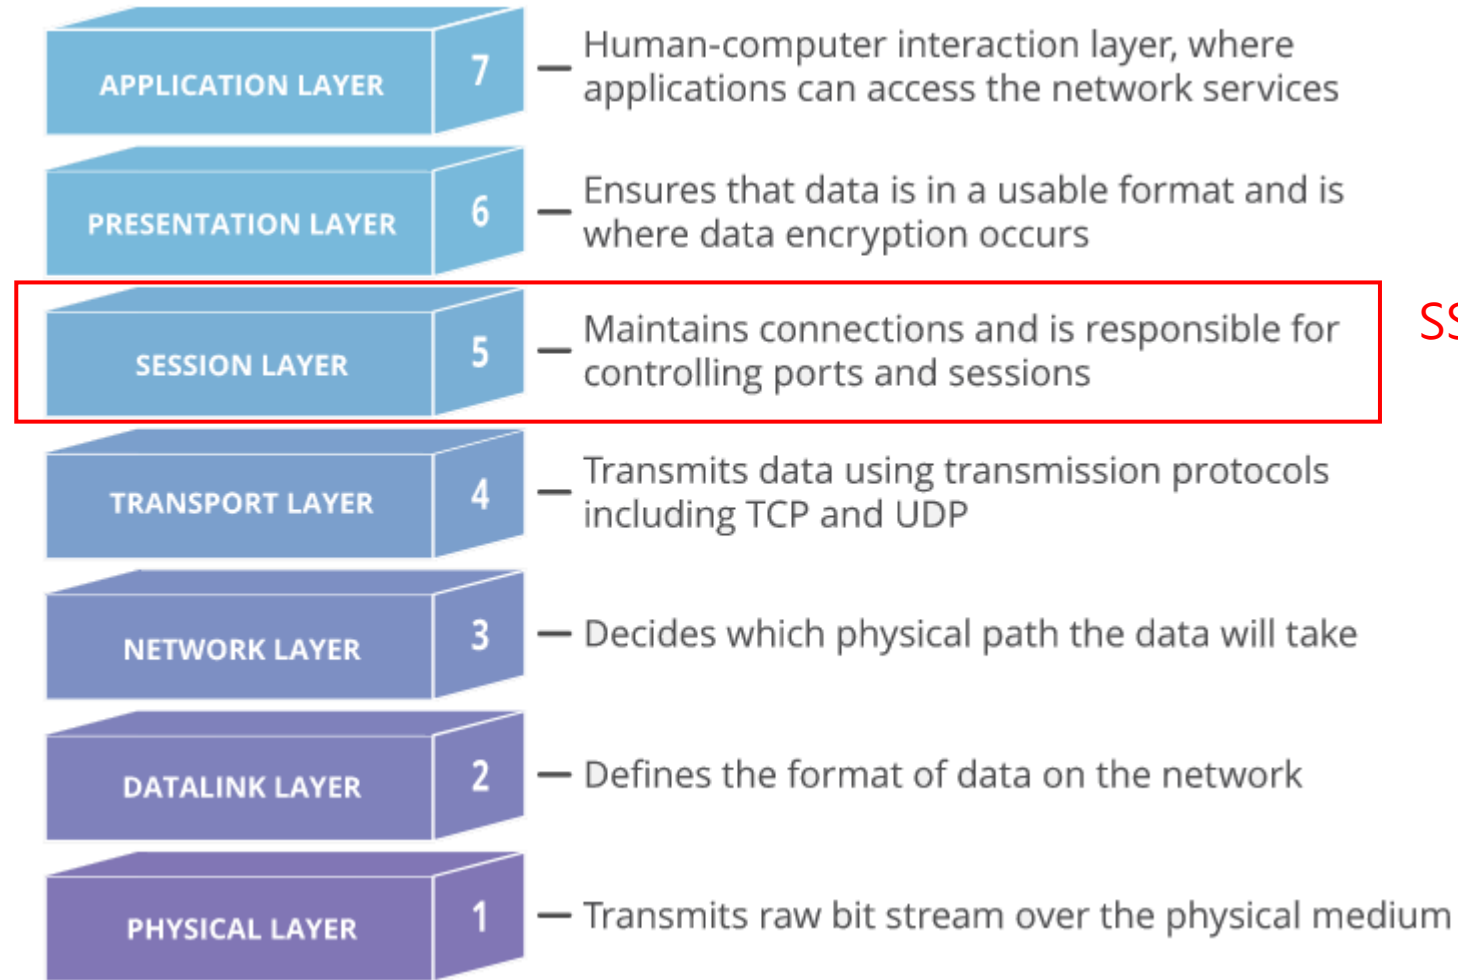 APPLICATION LAYER
7
Human-computer interaction layer, where
applications can access the network services
PRESENTATION LAYER
6
Ensures that data is in a usable format and is
where data encryption occurs
SESSION LAYER
5
Maintains connections and is responsible for
controlling ports and sessions
TRANSPORT LAYER
4
Transmits data using transmission protocols
including TCP and UDP
NETWORK LAYER
3
Decides which physical path the data will take
DATALINK LAYER
2
Defines the format of data on the network
PHYSICAL LAYER
1
Transmits raw bit stream over the physical medium